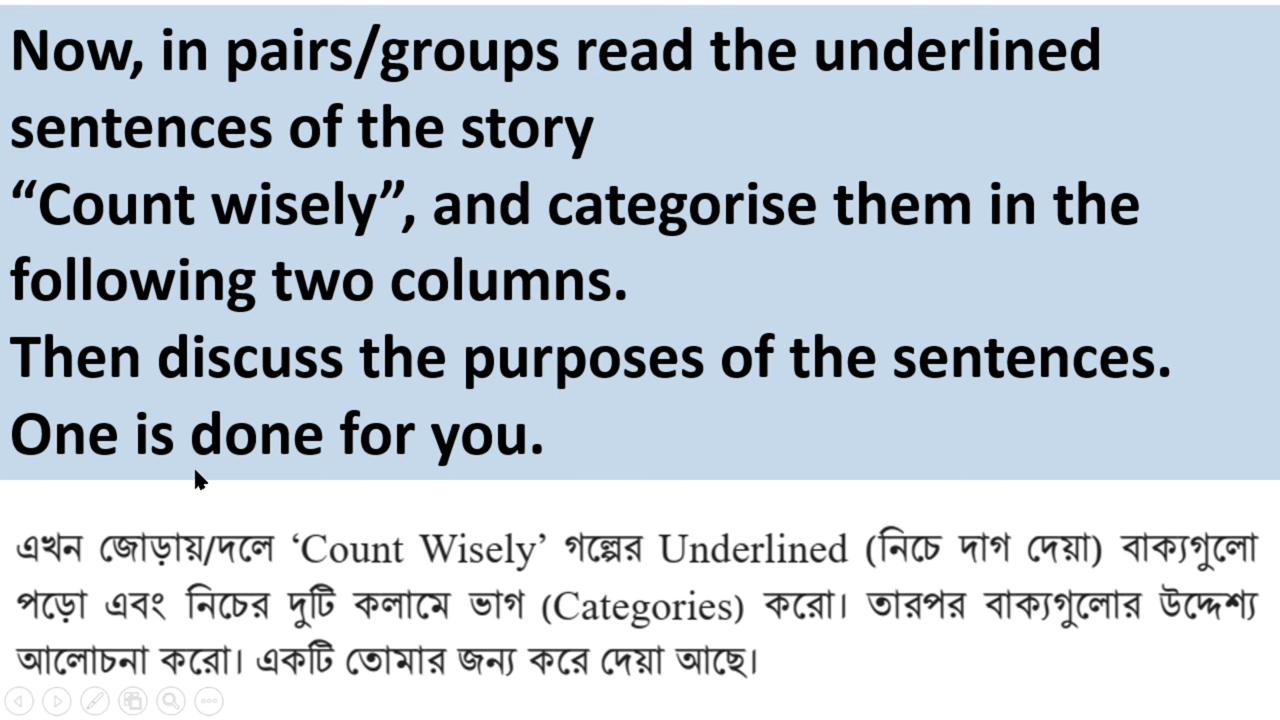 Now, in pairs/groups read the underlined
sentences of the story
“Count wisely”, and categorise them in the
following two columns.
Then discuss the purposes of the sentences.
One is done for you.
এখন জোড়ায়/দলে ‘Count Wisely’ গল্পের Underlined (নিচে দাগ দেয়া) বাক্যগুলো
পড়ো এবং নিচের দুটি কলামে ভাগ (Categories) করো। তারপর বাক্যগুলোর উদ্দেশ্য
আলোচনা করো। একটি তোমার জন্য করে দেয়া আছে।